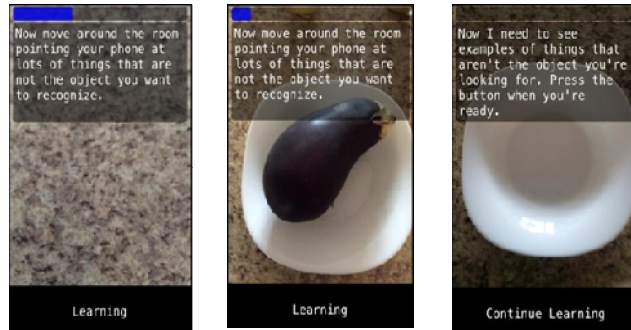 Now move around the room
pointing your phone at
lots of things that are
not the object you want
to recognize.
Learning
Now move around the room
pointing your phone at
lots of things that are
not the object you want
to recognize.
Learning
Now I need to see
examples of things that
aren't the object you're
looking for. Press the
button when you're
ready.
Continue Learning